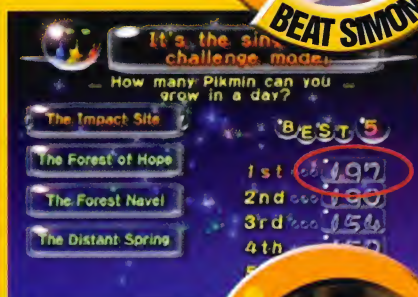 BEAT SIMON
It's the
challenge mode!
How many Pikmin can you
grow in a day?
The Impact Site
The Forest of Hope
The Forest Navel
The Distant Spring
BEST 5
1st 197
2nd 190
3rd 154
4th